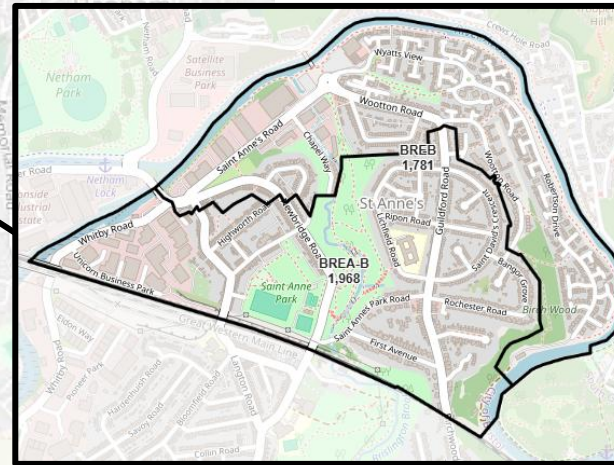 Netham
Park
Satellite
Business
Park
Netham
Lock
Crews Hole Road
Wyatts View
Wootton Road
Saint Anne's Road
Chapel Way
BREB
1,781
Guildford Road
Wootton Road
Robertson Drive
St Anne's
Whitby Road
Highworth Road
Newbridge Road
Ripon Road
Lichfield Road
Saint David's Crescent
Bangor Grove
BREA-B
1,968
Unicorn Business Park
Saint Anne
Park
Saint Annes Park Road
Rochester Road
Birch Wood
First Avenue
Great Western Main Line
Eldon Way
Whitby Road
Pioneer Park
Hardenhuish Road
Bloomfield Road
Savoy Road
Langton Road
Colin Road
Birchwood